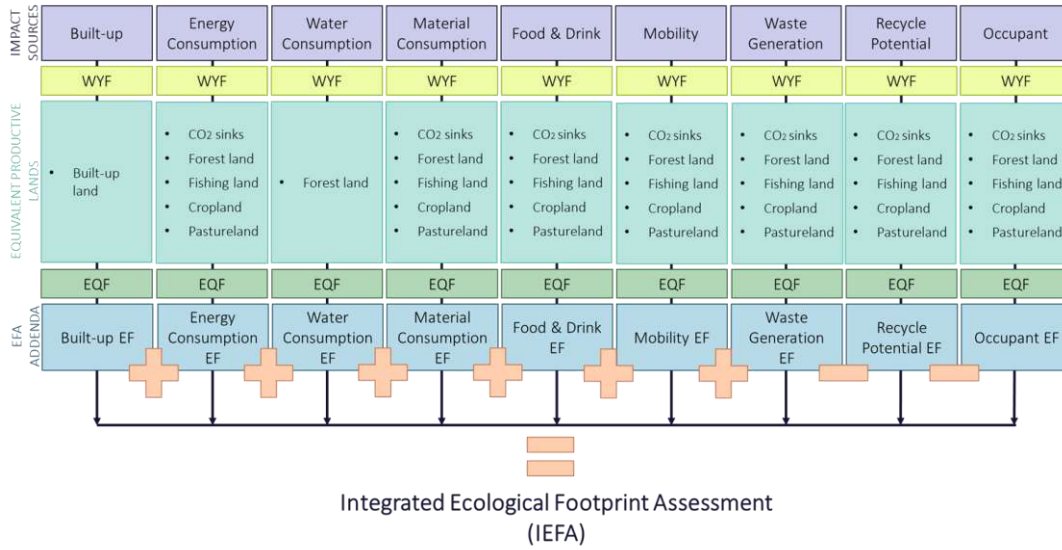 IMPACT
SOURCES
Built-up
Energy
Consumption
Water
Consumption
Material
Consumption
Food & Drink
Mobility
Waste
Generation
Recycle
Potential
Occupant
WYF
WYF
WYF
WYF
WYF
WYF
WYF
WYF
WYF
EQUIVALENT PRODUCTIVE
LANDS
• Built-up
land
• CO2 sinks
• Forest land
• Fishing land
• Cropland
• Pastureland
• Forest land
• CO2 sinks
• Forest land
• Fishing land
• Cropland
• Pastureland
• CO2 sinks
• Forest land
• Fishing land
• Cropland
• Pastureland
• CO2 sinks
• Forest land
• Fishing land
• Cropland
• Pastureland
• CO2 sinks
• Forest land
• Fishing land
• Cropland
• Pastureland
• CO2 sinks
• Forest land
• Fishing land
• Cropland
• Pastureland
• CO2 sinks
• Forest land
• Fishing land
• Cropland
• Pastureland
EQF
EQF
EQF
EQF
EQF
EQF
EQF
EQF
EQF
EFA
ADDENDA
Built-up EF
Energy
Consumption
EF
Water
Consumption
EF
Material
Consumption
EF
Food & Drink
EF
Mobility EF
Waste
Generation
EF
Recycle
Potential EF
Occupant EF
Integrated Ecological Footprint Assessment
(IEFA)